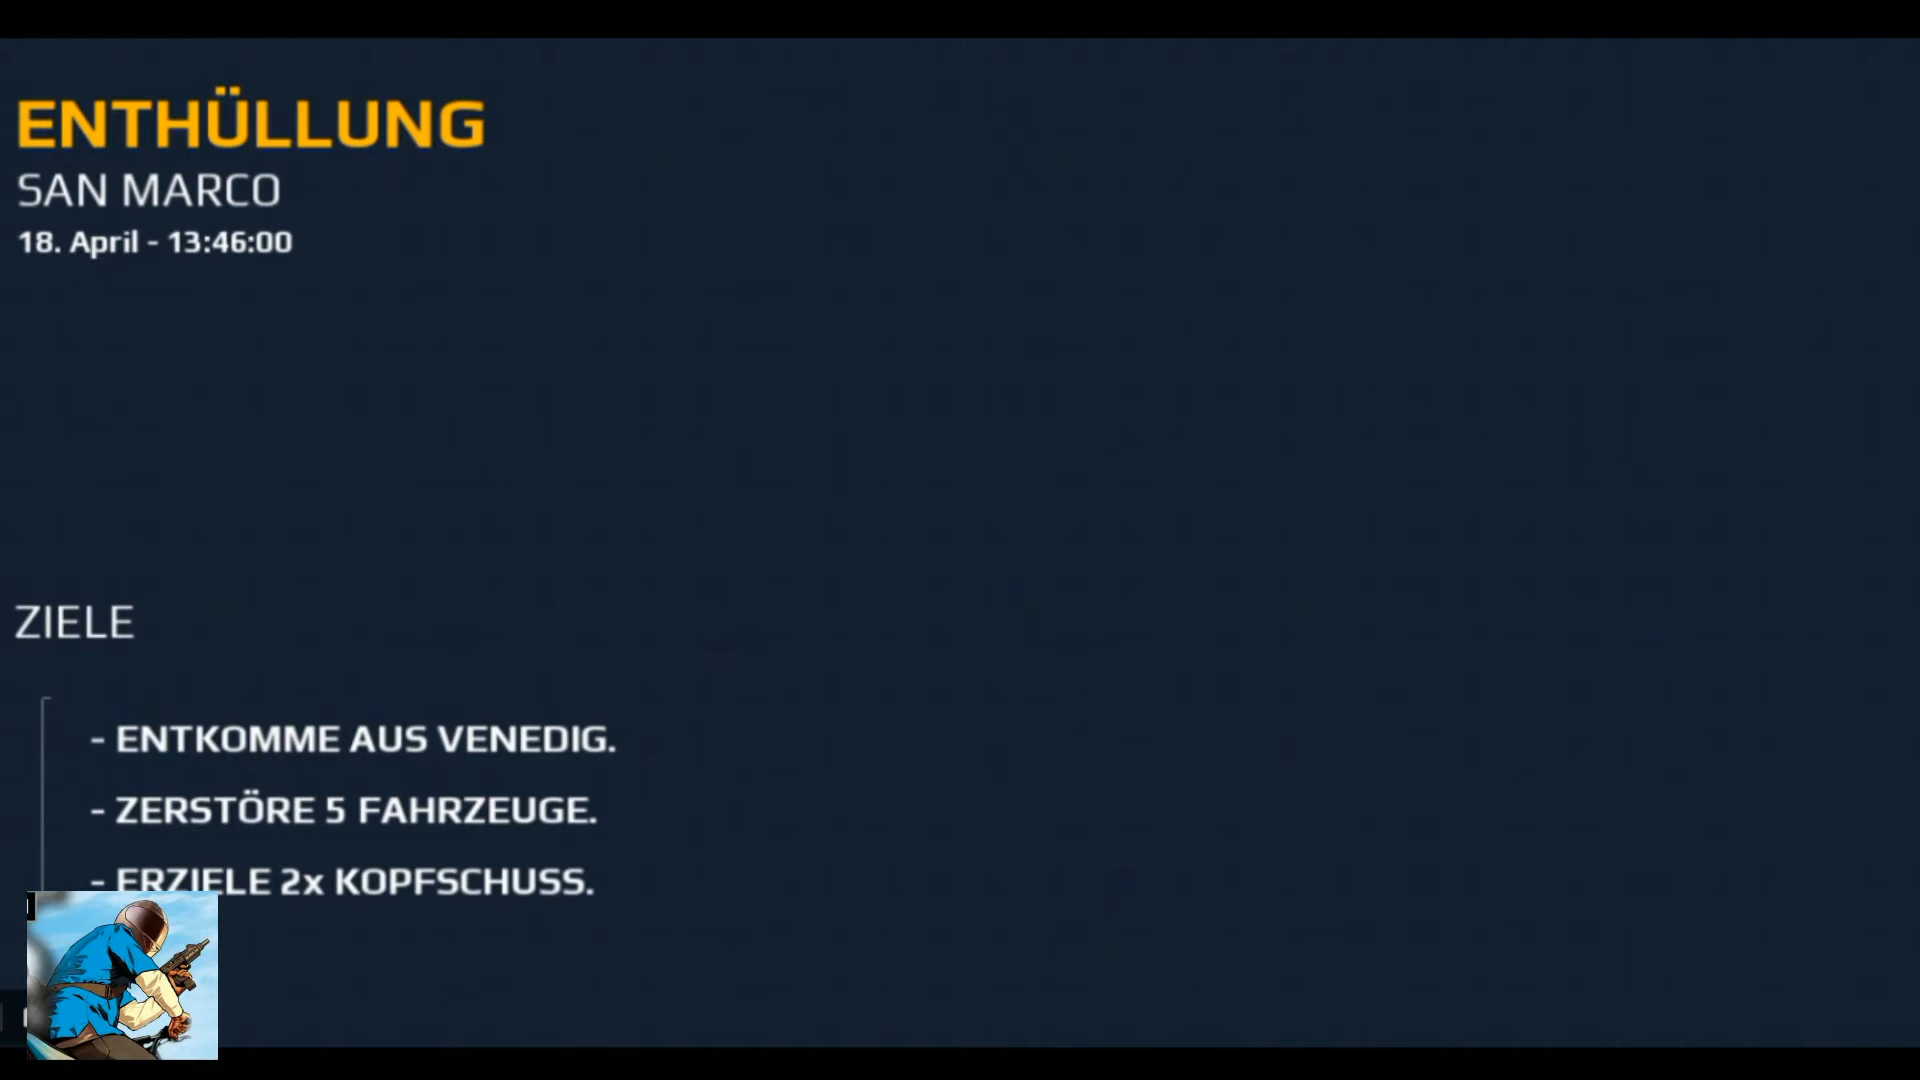 ENTHÜLLUNG
SAN MARCO
18. April - 13:46:00
ZIELE
- ENTKOMME AUS VENEDIG.
- ZERSTÖRE 5 FAHRZEUGE.
- ERZIELE 2x KOPFSCHUSS.